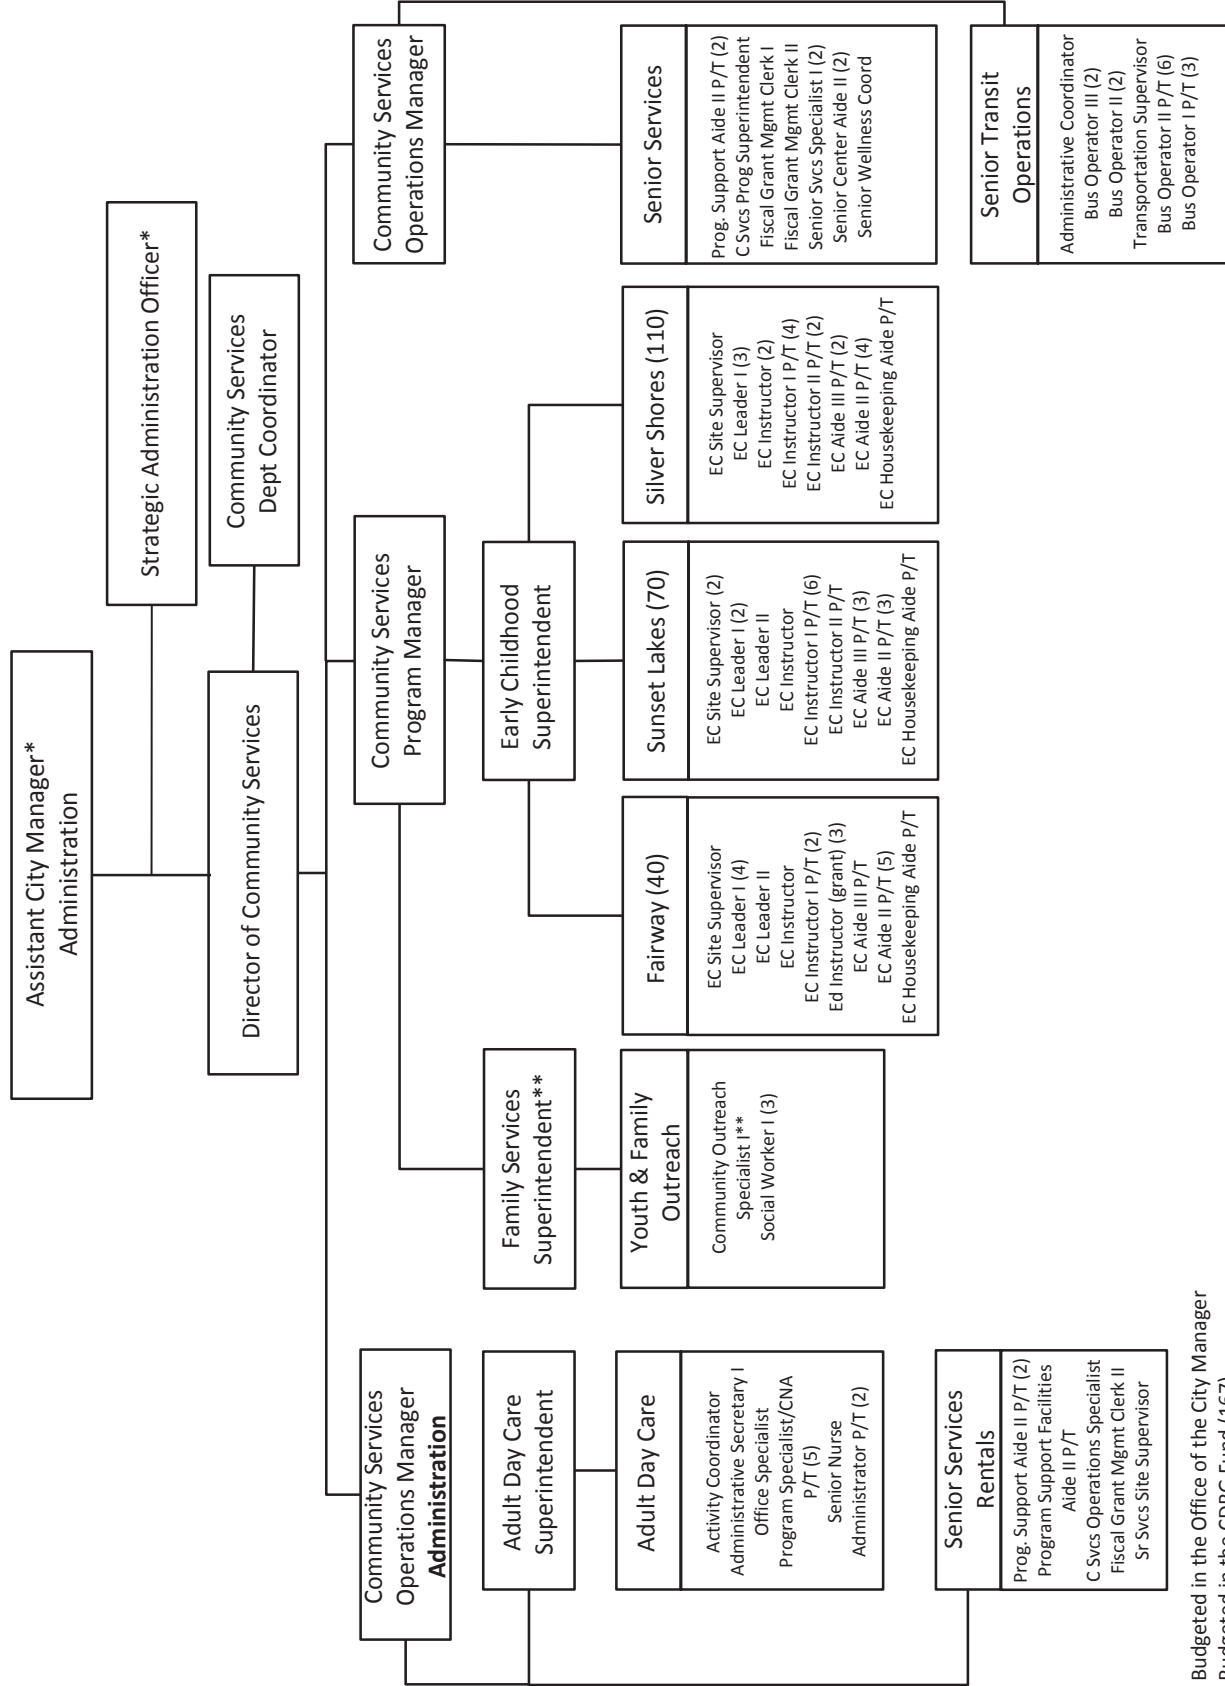 Assistant City Manager*
Administration
Strategic Administration Officer*
Director of Community Services
Community Services
Dept Coordinator
Community Services
Operations Manager
Administration
Community Services
Program Manager
Community Services
Operations Manager
Adult Day Care
Superintendent
Family Services
Superintendent**
Early Childhood
Superintendent
Adult Day Care
Activity Coordinator
Administrative Secretary I
Office Specialist
Program Specialist/CNA
P/T (5)
Senior Nurse
Administrator P/T (2)
Youth & Family
Outreach
Community Outreach
Specialist I**
Social Worker I (3)
Fairway (40)
EC Site Supervisor
EC Leader I (4)
EC Leader II
EC Instructor
EC Instructor I P/T (2)
Ed Instructor (grant) (3)
EC Aide III P/T
EC Aide II P/T (5)
EC Housekeeping Aide P/T
Sunset Lakes (70)
EC Site Supervisor (2)
EC Leader I (2)
EC Leader II
EC Instructor
EC Instructor I P/T (6)
EC Instructor II P/T
EC Aide III P/T (3)
EC Aide II P/T (3)
EC Housekeeping Aide P/T
Silver Shores (110)
EC Site Supervisor
EC Leader I (3)
EC Instructor (2)
EC Instructor I P/T (4)
EC Instructor II P/T (2)
EC Aide III P/T (2)
EC Aide II P/T (4)
EC Housekeeping Aide P/T
Senior Services
Prog. Support Aide II P/T (2)
C Svcs Prog Superintendent
Fiscal Grant Mgmt Clerk I
Fiscal Grant Mgmt Clerk II
Senior Svcs Specialist I (2)
Senior Center Aide II (2)
Senior Wellness Coord
Senior Services
Rentals
Prog. Support Aide II P/T (2)
Program Support Facilities
Aide II P/T
C Svcs Operations Specialist
Fiscal Grant Mgmt Clerk II
Sr Svcs Site Supervisor
Senior Transit
Operations
Administrative Coordinator
Bus Operator III (2)
Bus Operator II (2)
Transportation Supervisor
Bus Operator II P/T (6)
Bus Operator I P/T (3)
Budgeted in the Office of the City Manager
Budgeted in the CDBG Fund (167)